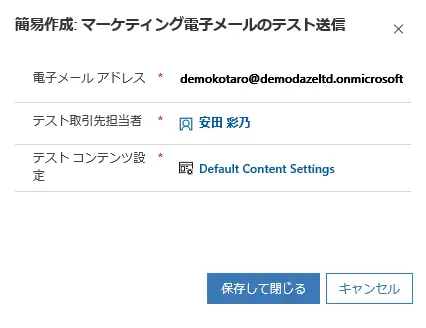 簡易作成: マーケティング電子メールのテスト送信
電子メール アドレス * demokotaro@demodazeltd.onmicrosoft
テスト取引先担当者 * 安田 彩乃
テスト コンテンツ設定 * Default Content Settings
保存して閉じる キャンセル